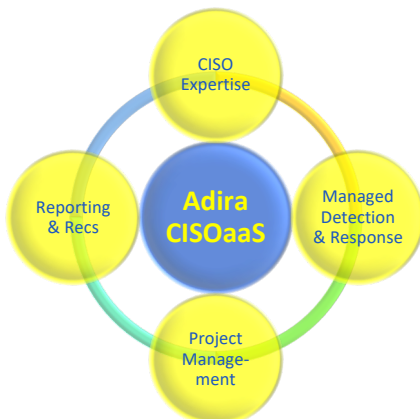 CISO
Expertise
Adira
CISOaaS
Reporting
& Recs
Managed
Detection
& Response
Project
Manage-
ment